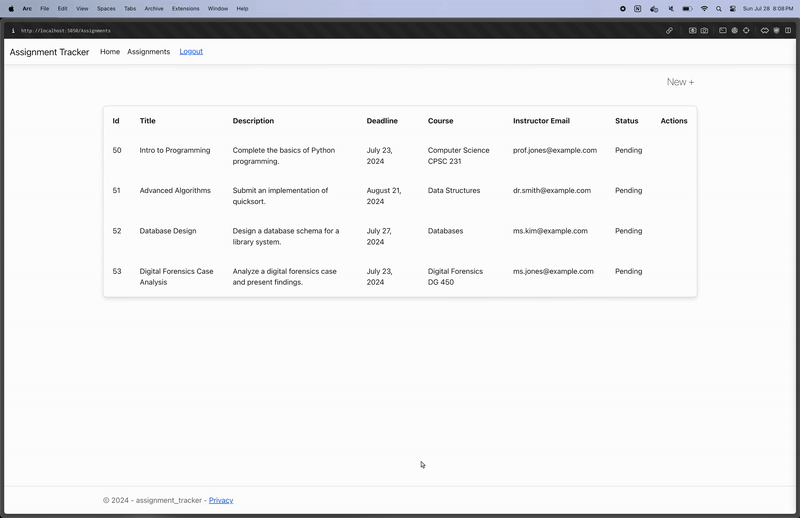 Arc File Edit View Spaces Tabs Archive Extensions Window Help Sun Jul 28 8:08 PM
http://localhost:5050/Assignments
Assignment Tracker Home Assignments Logout
New +
Id Title Description Deadline Course Instructor Email Status Actions
50 Intro to Programming Complete the basics of Python July 23, Computer Science prof.jones@example.com Pending
programming. 2024 CPSC 231
51 Advanced Algorithms Submit an implementation of August 21, Data Structures dr.smith@example.com Pending
quicksort. 2024
52 Database Design Design a database schema for a July 27, Databases ms.kim@example.com Pending
library system. 2024
53 Digital Forensics Case Analyze a digital forensics case July 23, Digital Forensics ms.jones@example.com Pending
Analysis and present findings. 2024 DG 450
© 2024 - assignment_tracker - Privacy